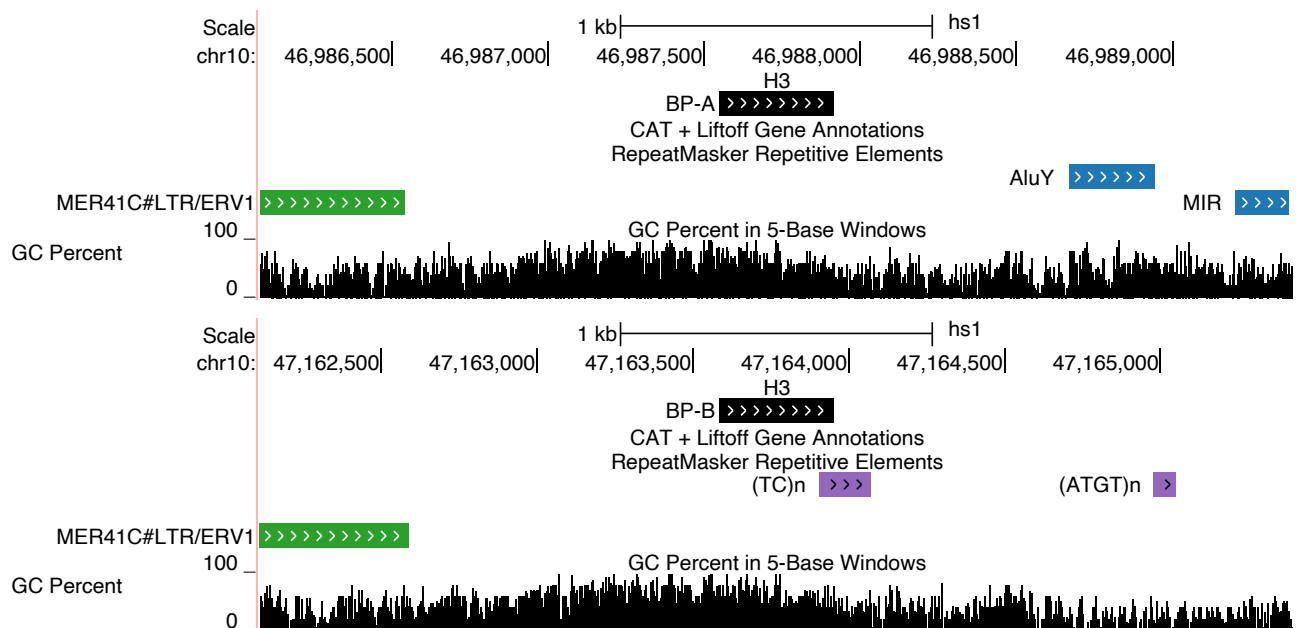 Scale 1 kb hs1
chr10: 46,986,500 46,987,000 46,987,500 46,988,000 46,988,500 46,989,000
H3
BP-A
CAT + Liftoff Gene Annotations
RepeatMasker Repetitive Elements
AluY
MER41C#LTR/ERV1 MIR
GC Percent in 5-Base Windows
100
GC Percent
0
Scale 1 kb hs1
chr10: 47,162,500 47,163,000 47,163,500 47,164,000 47,164,500 47,165,000
H3
BP-B
CAT + Liftoff Gene Annotations
RepeatMasker Repetitive Elements
(TC)n (ATGT)n
MER41C#LTR/ERV1
GC Percent in 5-Base Windows
100
GC Percent
0